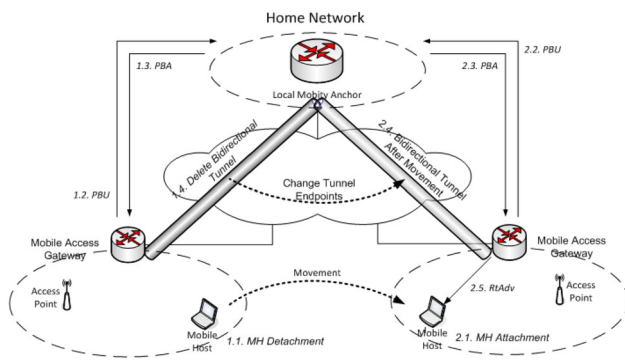 Home Network
1.3. PBA
2.2. PBU
2.3. PBA
Local Mobity Anchor
1.4. Delete Bidirectional
Tunnel
2.4. Bidirectional Tunnel
After Movement
Change Tunnel
Endpoints
1.2. PBU
Mobile Access
Gateway
Mobile Access
Gateway
Access
Point
Movement
2.5. RtAdv
Access
Point
Mobile
Host
1.1. MH Detachment
Mobile
Host
2.1. MH Attachment